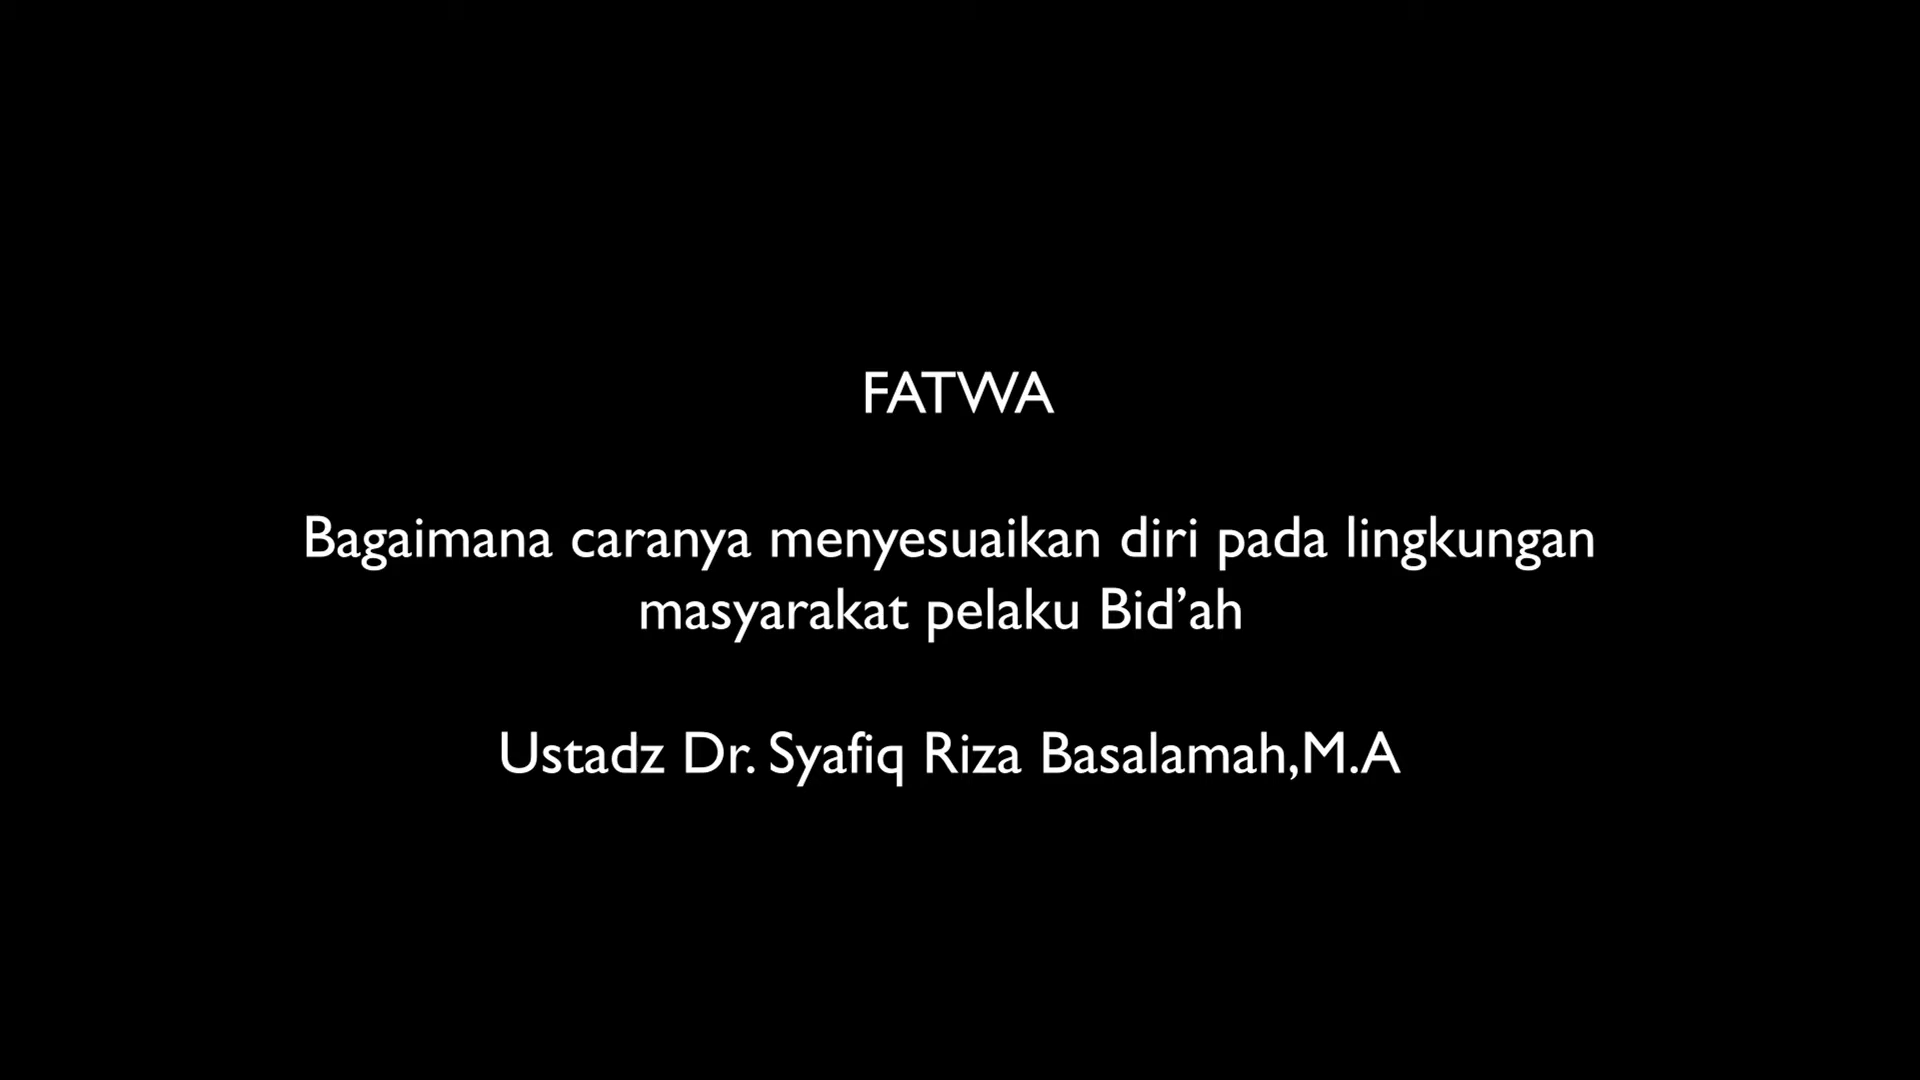 FATWA
Bagaimana caranya menyesuaikan diri pada lingkungan
masyarakat pelaku Bid’ah
Ustadz Dr. Syafiq Riza Basalamah,M.A